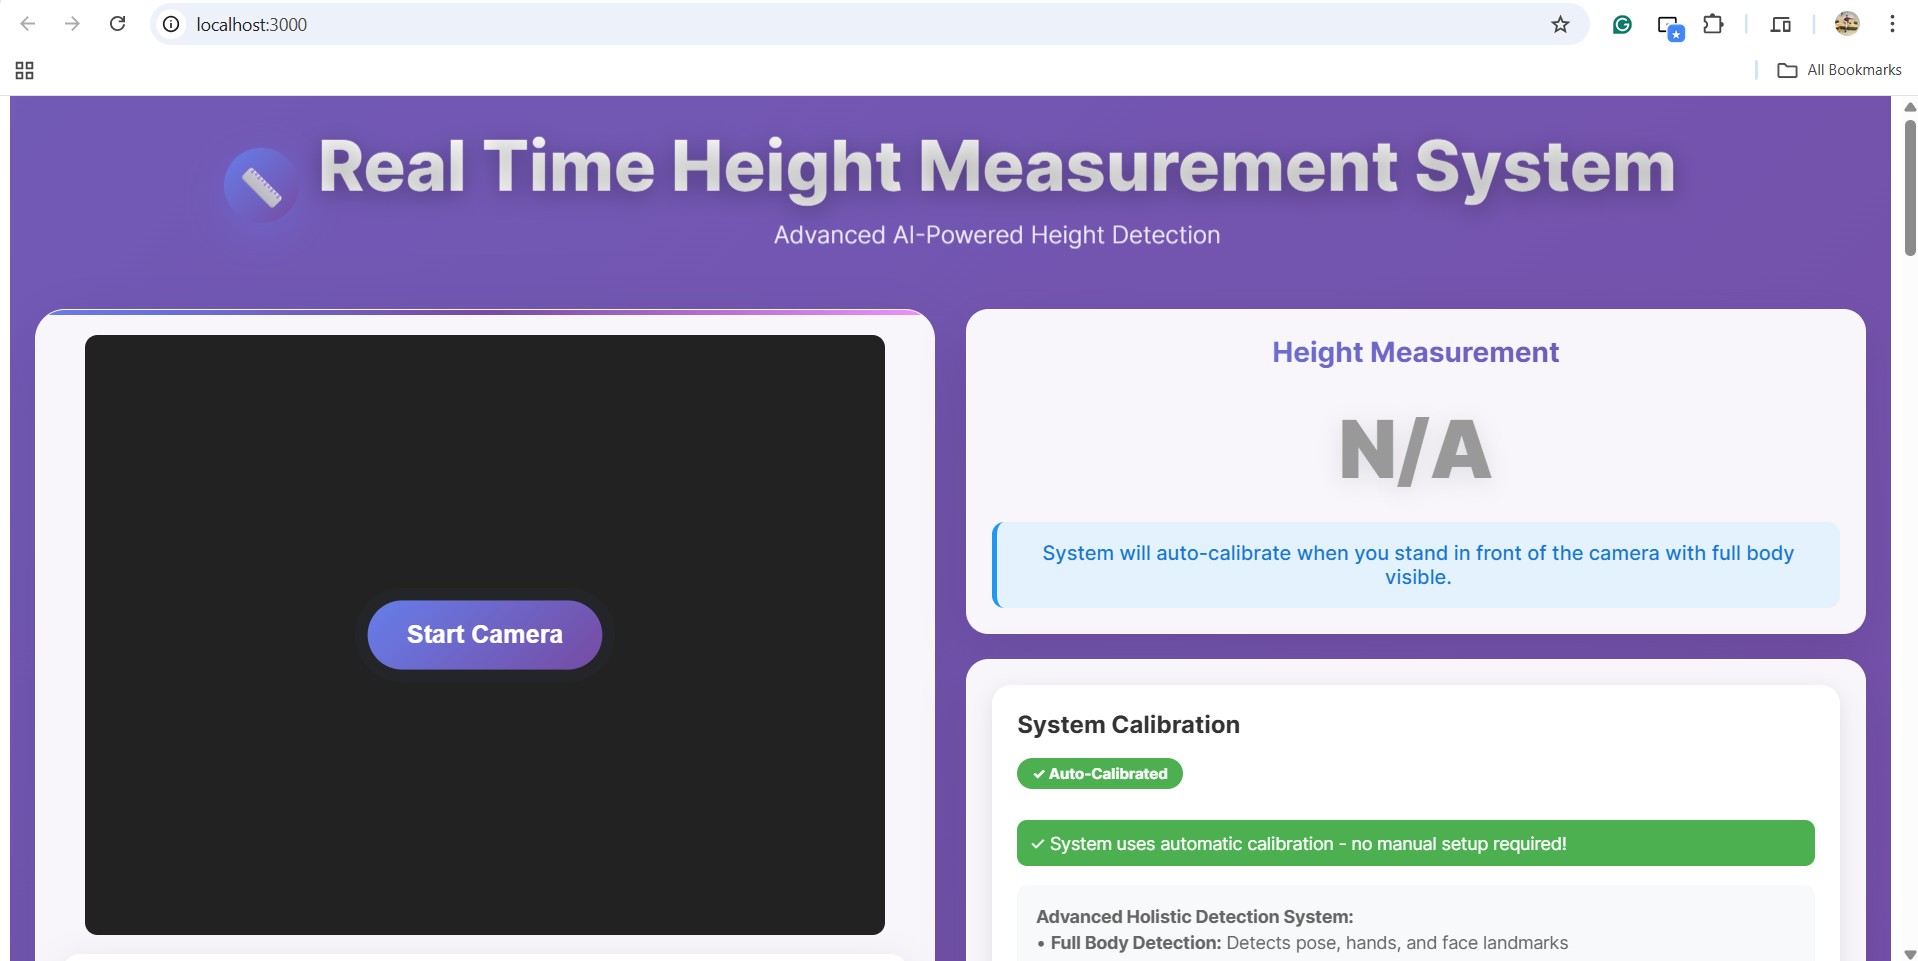 localhost:3000
All Bookmarks
Real Time Height Measurement System
Advanced AI-Powered Height Detection
Start Camera
Height Measurement
N/A
System will auto-calibrate when you stand in front of the camera with full body
visible.
System Calibration
✓ Auto-Calibrated
✓ System uses automatic calibration - no manual setup required!
Advanced Holistic Detection System:
• Full Body Detection: Detects pose, hands, and face landmarks